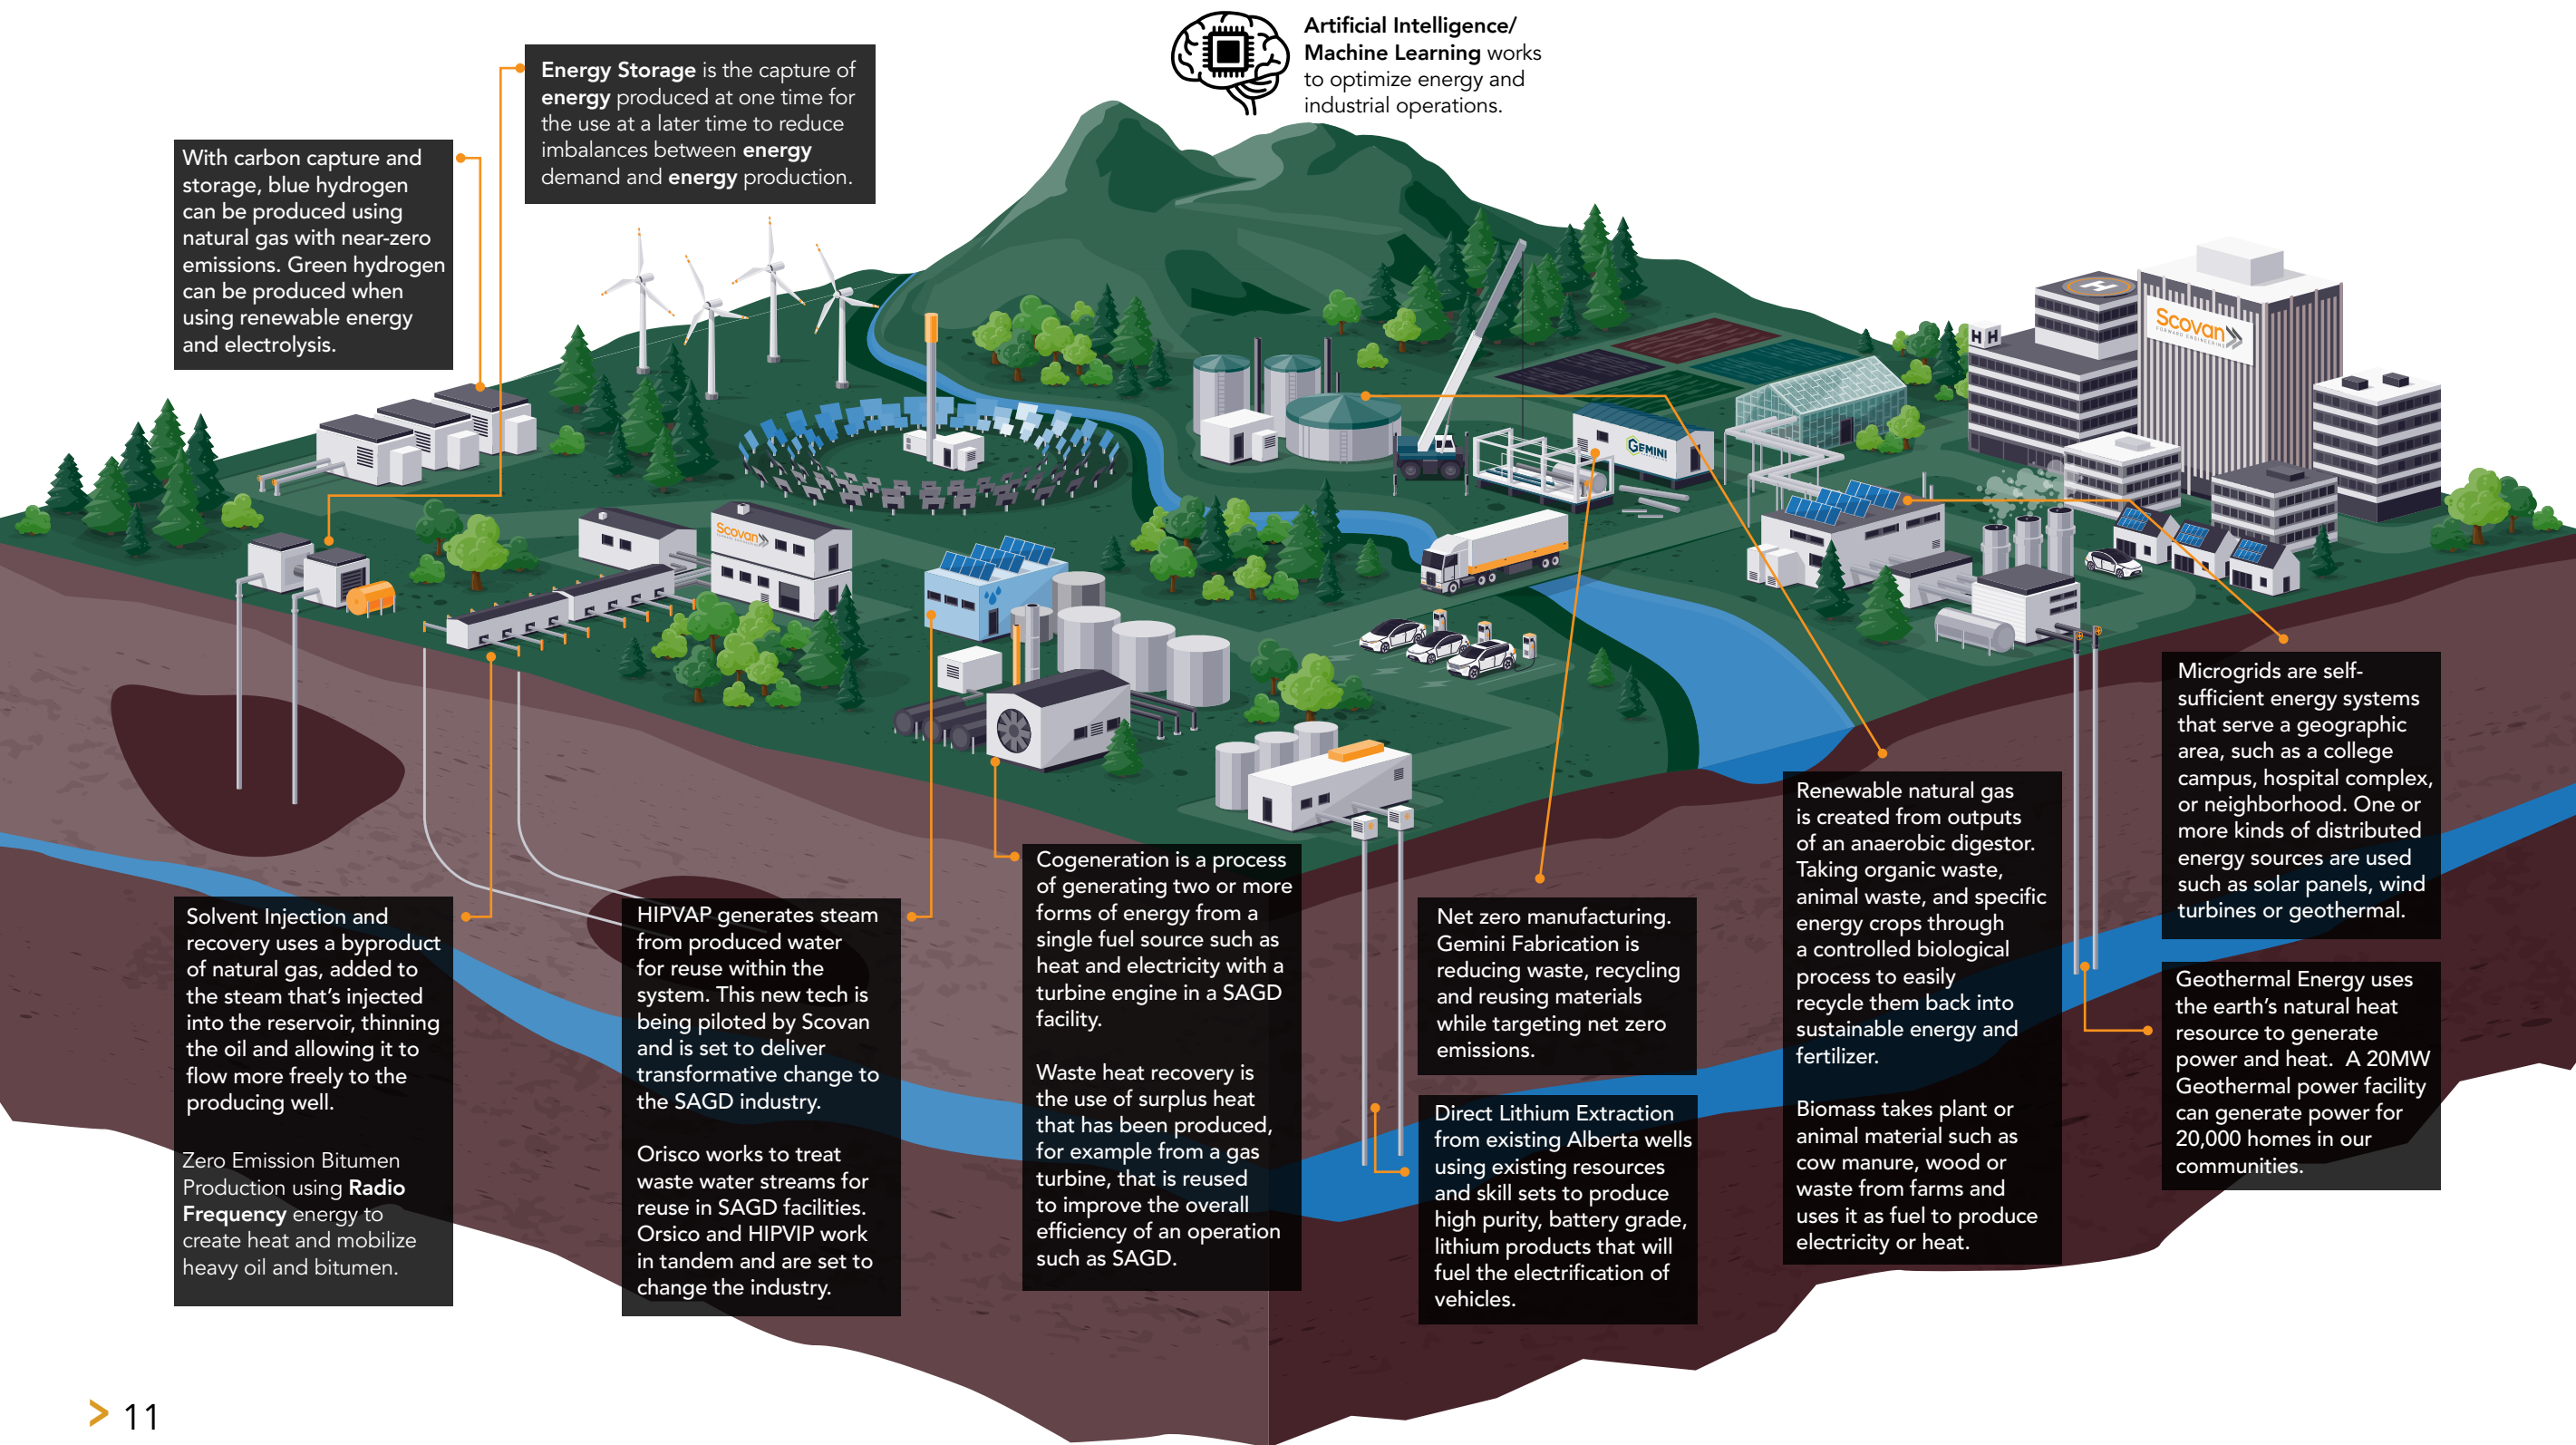 Artificial Intelligence/
Machine Learning works
to optimize energy and
industrial operations.
Energy Storage is the capture of
energy produced at one time for
the use at a later time to reduce
imbalances between energy
demand and energy production.
With carbon capture and
storage, blue hydrogen
can be produced using
natural gas with near-zero
emissions. Green hydrogen
can be produced when
using renewable energy
and electrolysis.
H
H H
Scovan
FORWARD ENGINEERING
GEMINI
Scovan
Microgrids are self-
sufficient energy systems
that serve a geographic
area, such as a college
campus, hospital complex,
or neighborhood. One or
more kinds of distributed
energy sources are used
such as solar panels, wind
turbines or geothermal.
Renewable natural gas
is created from outputs
of an anaerobic digestor.
Taking organic waste,
animal waste, and specific
energy crops through
a controlled biological
process to easily
recycle them back into
sustainable energy and
fertilizer.
Biomass takes plant or
animal material such as
cow manure, wood or
waste from farms and
uses it as fuel to produce
electricity or heat.
Cogeneration is a process
of generating two or more
forms of energy from a
single fuel source such as
heat and electricity with a
turbine engine in a SAGD
facility.
Waste heat recovery is
the use of surplus heat
that has been produced,
for example from a gas
turbine, that is reused
to improve the overall
efficiency of an operation
such as SAGD.
Solvent Injection and
recovery uses a byproduct
of natural gas, added to
the steam that's injected
into the reservoir, thinning
the oil and allowing it to
flow more freely to the
producing well.
Zero Emission Bitumen
Production using Radio
Frequency energy to
create heat and mobilize
heavy oil and bitumen.
HIPVAP generates steam
from produced water
for reuse within the
system. This new tech is
being piloted by Scovan
and is set to deliver
transformative change to
the SAGD industry.
Orisco works to treat
waste water streams for
reuse in SAGD facilities.
Orsico and HIPVIP work
in tandem and are set to
change the industry.
Net zero manufacturing.
Gemini Fabrication is
reducing waste, recycling
and reusing materials
while targeting net zero
emissions.
Direct Lithium Extraction
from existing Alberta wells
using existing resources
and skill sets to produce
high purity, battery grade,
lithium products that will
fuel the electrification of
vehicles.
Geothermal Energy uses
the earth's natural heat
resource to generate
power and heat. A 20MW
Geothermal power facility
can generate power for
20,000 homes in our
communities.
> 11